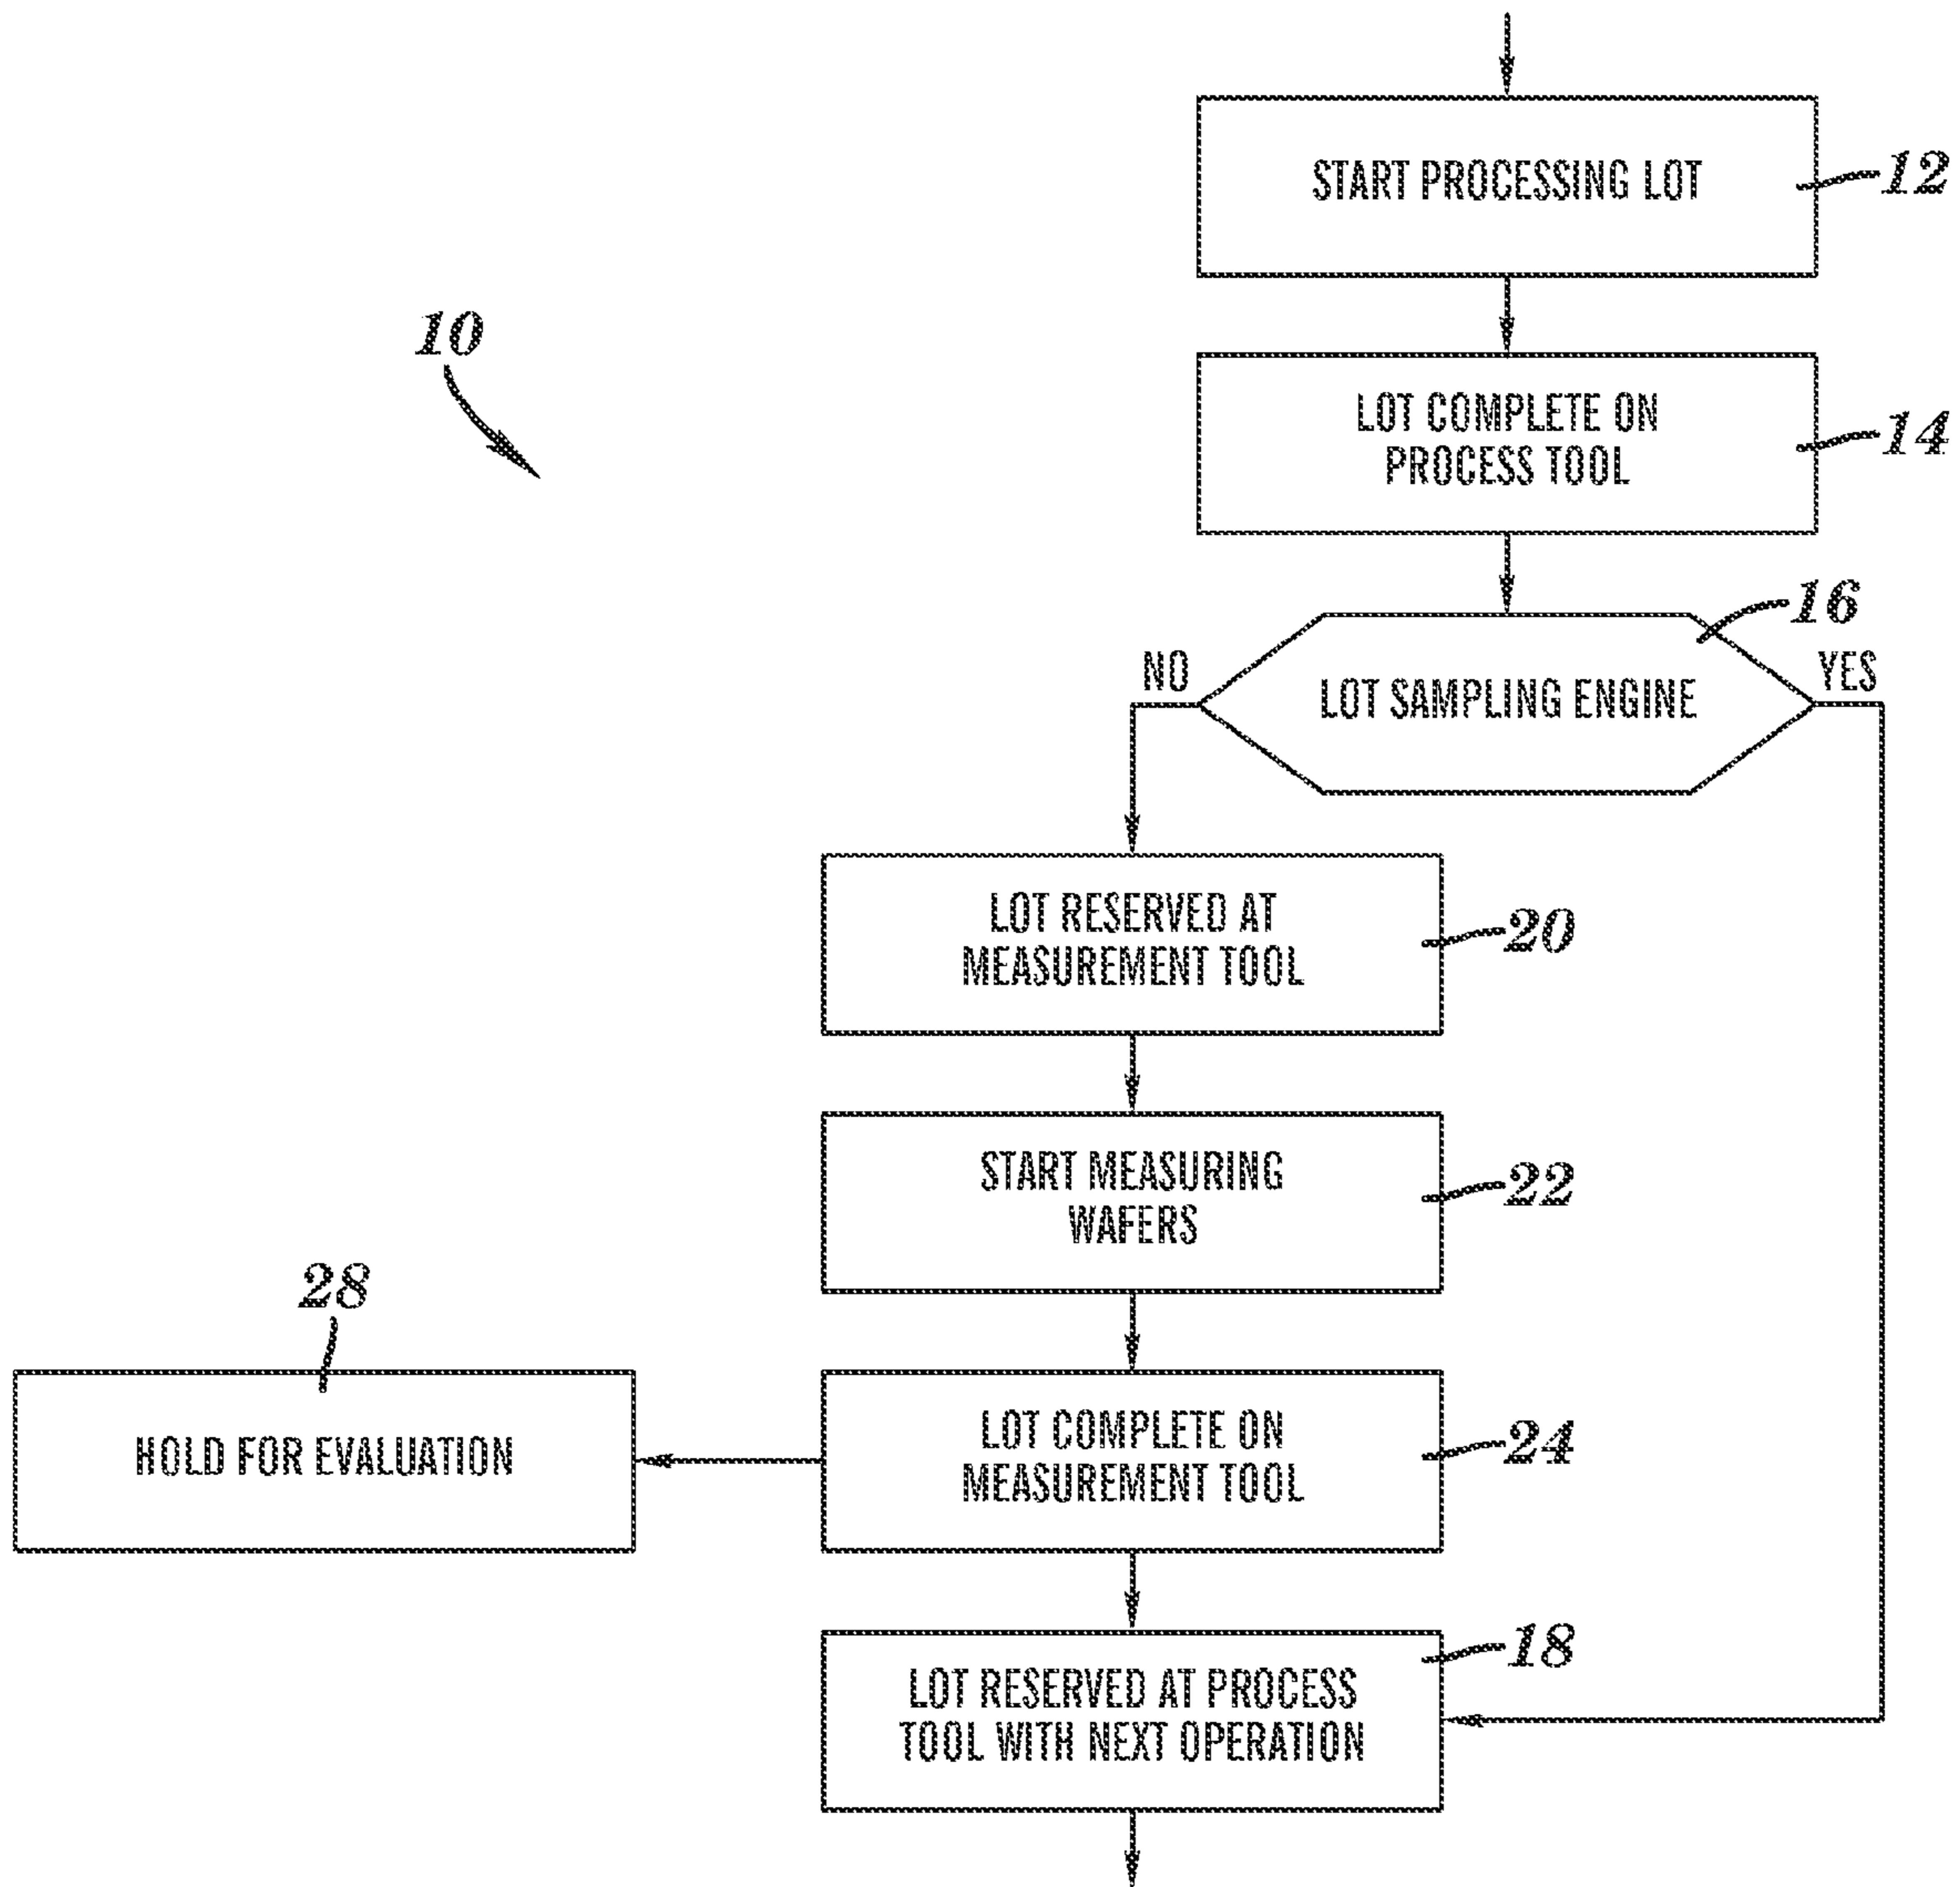 START PROCESSING LOT
12
10
LOT COMPLETE ON
PROCESS TOOL
14
16
NO
LOT SAMPLING ENGINE
YES
LOT RESERVED AT
MEASUREMENT TOOL
20
START MEASURING
WAFERS
22
28
HOLD FOR EVALUATION
LOT COMPLETE ON
MEASUREMENT TOOL
24
LOT RESERVED AT PROCESS
TOOL WITH NEXT OPERATION
18